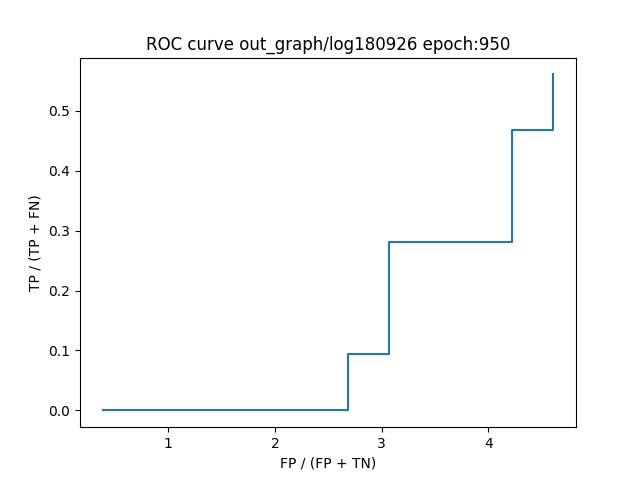 ROC curve out_graph/log180926 epoch:950
0.5
0.4
0.3
0.2
0.1
0.0
TP / (TP + FN)
1 2 3 4
FP / (FP + TN)